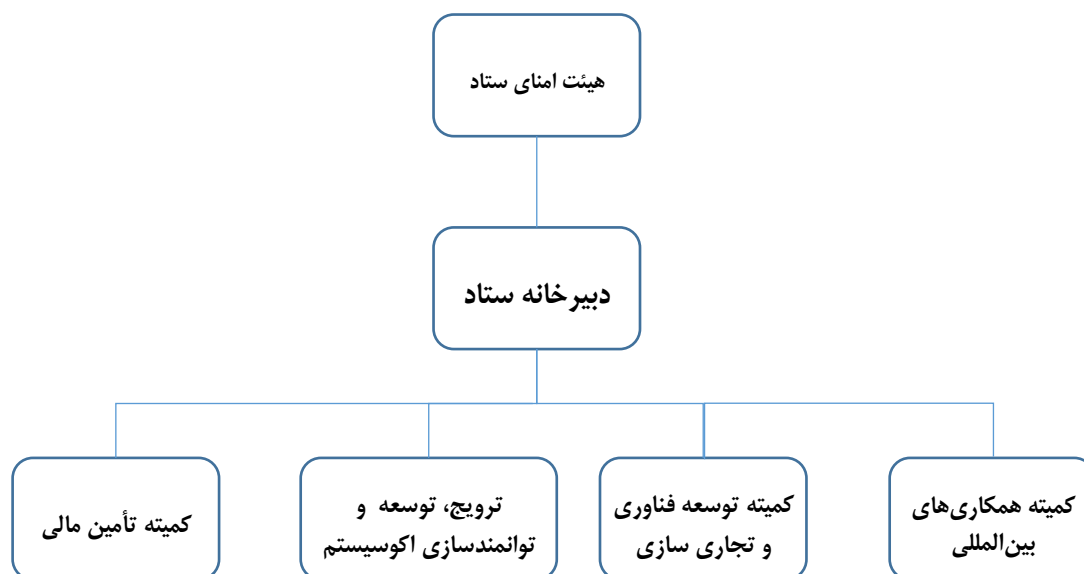 هیئت امنای ستاد
دبیرخانه ستاد
کمیته همکاری‌های
بین‌المللی
کمیته توسعه فناوری
و تجاری سازی
ترویج، توسعه و
توانمندسازی اکوسیستم
کمیته تأمین مالی